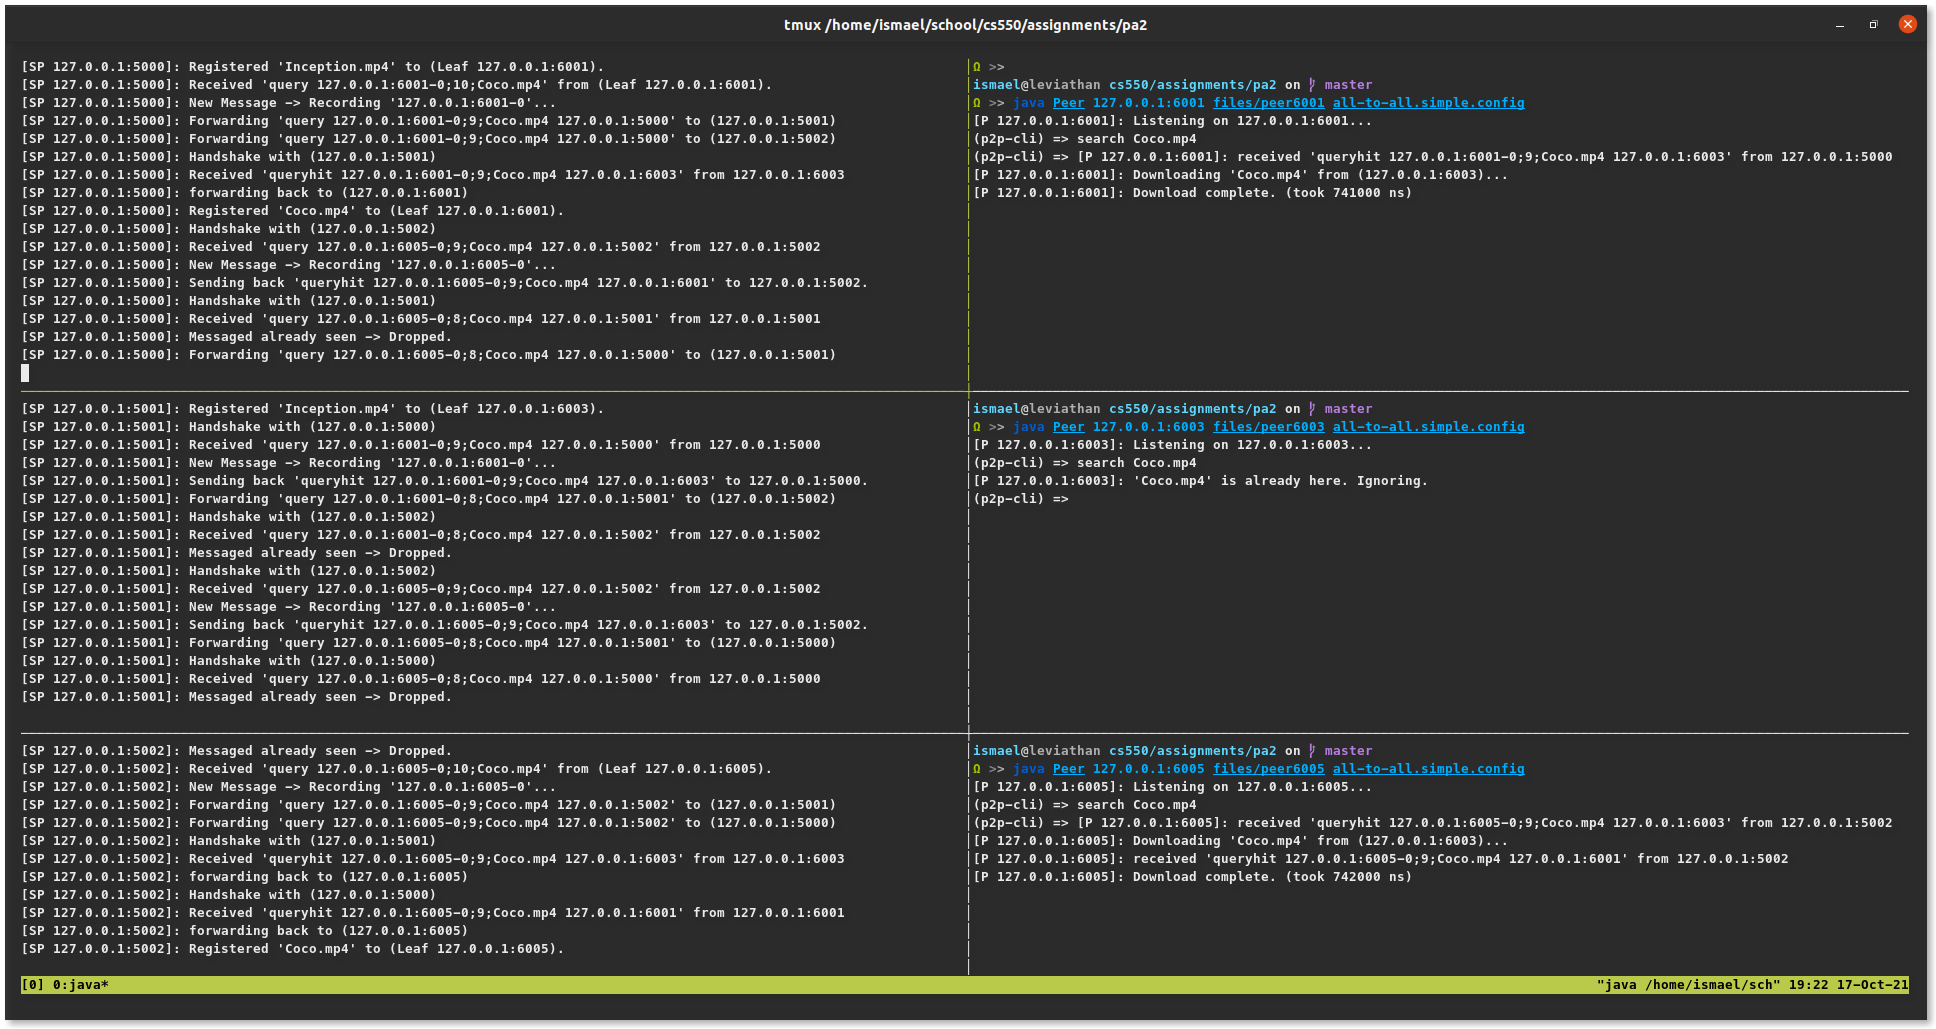 tmux /home/ismael/school/cs550/assignments/pa2
[SP 127.0.0.1:5000]: Registered 'Inception.mp4' to (Leaf 127.0.0.1:6001).
[SP 127.0.0.1:5000]: Received 'query 127.0.0.1:6001-0;10;Coco.mp4' from (Leaf 127.0.0.1:6001).
[SP 127.0.0.1:5000]: New Message -> Recording '127.0.0.1:6001-0'...
[SP 127.0.0.1:5000]: Forwarding 'query 127.0.0.1:6001-0;9;Coco.mp4 127.0.0.1:5000' to (127.0.0.1:5001)
[SP 127.0.0.1:5000]: Forwarding 'query 127.0.0.1:6001-0;9;Coco.mp4 127.0.0.1:5000' to (127.0.0.1:5002)
[SP 127.0.0.1:5000]: Handshake with (127.0.0.1:5001)
[SP 127.0.0.1:5000]: Received 'queryhit 127.0.0.1:6001-0;9;Coco.mp4 127.0.0.1:6003' from 127.0.0.1:6003
[SP 127.0.0.1:5000]: forwarding back to (127.0.0.1:6001)
[SP 127.0.0.1:5000]: Registered 'Coco.mp4' to (Leaf 127.0.0.1:6001).
[SP 127.0.0.1:5000]: Handshake with (127.0.0.1:5002)
[SP 127.0.0.1:5000]: Received 'query 127.0.0.1:6005-0;9;Coco.mp4 127.0.0.1:5002' from 127.0.0.1:5002
[SP 127.0.0.1:5000]: New Message -> Recording '127.0.0.1:6005-0'...
[SP 127.0.0.1:5000]: Sending back 'queryhit 127.0.0.1:6005-0;9;Coco.mp4 127.0.0.1:6001' to 127.0.0.1:5002.
[SP 127.0.0.1:5000]: Handshake with (127.0.0.1:5001)
[SP 127.0.0.1:5000]: Received 'query 127.0.0.1:6005-0;8;Coco.mp4 127.0.0.1:5001' from 127.0.0.1:5001
[SP 127.0.0.1:5000]: Messaged already seen -> Dropped.
[SP 127.0.0.1:5000]: Forwarding 'query 127.0.0.1:6005-0;8;Coco.mp4 127.0.0.1:5000' to (127.0.0.1:5001)
Ω >>
ismael@leviathan cs550/assignments/pa2 on master
Ω >> java Peer 127.0.0.1:6001 files/peer6001 all-to-all.simple.config
[P 127.0.0.1:6001]: Listening on 127.0.0.1:6001...
(p2p-cli) => search Coco.mp4
(p2p-cli) => [P 127.0.0.1:6001]: received 'queryhit 127.0.0.1:6001-0;9;Coco.mp4 127.0.0.1:6003' from 127.0.0.1:5000
[P 127.0.0.1:6001]: Downloading 'Coco.mp4' from (127.0.0.1:6003)...
[P 127.0.0.1:6001]: Download complete. (took 741000 ns)
[SP 127.0.0.1:5001]: Registered 'Inception.mp4' to (Leaf 127.0.0.1:6003).
[SP 127.0.0.1:5001]: Handshake with (127.0.0.1:5000)
[SP 127.0.0.1:5001]: Received 'query 127.0.0.1:6001-0;9;Coco.mp4 127.0.0.1:5000' from 127.0.0.1:5000
[SP 127.0.0.1:5001]: New Message -> Recording '127.0.0.1:6001-0'...
[SP 127.0.0.1:5001]: Sending back 'queryhit 127.0.0.1:6001-0;9;Coco.mp4 127.0.0.1:6003' to 127.0.0.1:5000.
[SP 127.0.0.1:5001]: Forwarding 'query 127.0.0.1:6001-0;8;Coco.mp4 127.0.0.1:5001' to (127.0.0.1:5002)
[SP 127.0.0.1:5001]: Handshake with (127.0.0.1:5002)
[SP 127.0.0.1:5001]: Received 'query 127.0.0.1:6001-0;8;Coco.mp4 127.0.0.1:5002' from 127.0.0.1:5002
[SP 127.0.0.1:5001]: Messaged already seen -> Dropped.
[SP 127.0.0.1:5001]: Handshake with (127.0.0.1:5002)
[SP 127.0.0.1:5001]: Received 'query 127.0.0.1:6005-0;9;Coco.mp4 127.0.0.1:5002' from 127.0.0.1:5002
[SP 127.0.0.1:5001]: New Message -> Recording '127.0.0.1:6005-0'...
[SP 127.0.0.1:5001]: Sending back 'queryhit 127.0.0.1:6005-0;9;Coco.mp4 127.0.0.1:6003' to 127.0.0.1:5002.
[SP 127.0.0.1:5001]: Forwarding 'query 127.0.0.1:6005-0;8;Coco.mp4 127.0.0.1:5001' to (127.0.0.1:5000)
[SP 127.0.0.1:5001]: Handshake with (127.0.0.1:5000)
[SP 127.0.0.1:5001]: Received 'query 127.0.0.1:6005-0;8;Coco.mp4 127.0.0.1:5000' from 127.0.0.1:5000
[SP 127.0.0.1:5001]: Messaged already seen -> Dropped.
ismael@leviathan cs550/assignments/pa2 on master
Ω >> java Peer 127.0.0.1:6003 files/peer6003 all-to-all.simple.config
[P 127.0.0.1:6003]: Listening on 127.0.0.1:6003...
(p2p-cli) => search Coco.mp4
[P 127.0.0.1:6003]: 'Coco.mp4' is already here. Ignoring.
(p2p-cli) =>
[SP 127.0.0.1:5002]: Messaged already seen -> Dropped.
[SP 127.0.0.1:5002]: Received 'query 127.0.0.1:6005-0;10;Coco.mp4' from (Leaf 127.0.0.1:6005).
[SP 127.0.0.1:5002]: New Message -> Recording '127.0.0.1:6005-0'...
[SP 127.0.0.1:5002]: Forwarding 'query 127.0.0.1:6005-0;9;Coco.mp4 127.0.0.1:5002' to (127.0.0.1:5001)
[SP 127.0.0.1:5002]: Forwarding 'query 127.0.0.1:6005-0;9;Coco.mp4 127.0.0.1:5002' to (127.0.0.1:5000)
[SP 127.0.0.1:5002]: Handshake with (127.0.0.1:5001)
[SP 127.0.0.1:5002]: Received 'queryhit 127.0.0.1:6005-0;9;Coco.mp4 127.0.0.1:6003' from 127.0.0.1:6003
[SP 127.0.0.1:5002]: forwarding back to (127.0.0.1:6005)
[SP 127.0.0.1:5002]: Handshake with (127.0.0.1:5000)
[SP 127.0.0.1:5002]: Received 'queryhit 127.0.0.1:6005-0;9;Coco.mp4 127.0.0.1:6001' from 127.0.0.1:6001
[SP 127.0.0.1:5002]: forwarding back to (127.0.0.1:6005)
[SP 127.0.0.1:5002]: Registered 'Coco.mp4' to (Leaf 127.0.0.1:6005).
ismael@leviathan cs550/assignments/pa2 on master
Ω >> java Peer 127.0.0.1:6005 files/peer6005 all-to-all.simple.config
[P 127.0.0.1:6005]: Listening on 127.0.0.1:6005...
(p2p-cli) => search Coco.mp4
(p2p-cli) => [P 127.0.0.1:6005]: received 'queryhit 127.0.0.1:6005-0;9;Coco.mp4 127.0.0.1:6003' from 127.0.0.1:5002
[P 127.0.0.1:6005]: Downloading 'Coco.mp4' from (127.0.0.1:6003)...
[P 127.0.0.1:6005]: received 'queryhit 127.0.0.1:6005-0;9;Coco.mp4 127.0.0.1:6001' from 127.0.0.1:5002
[P 127.0.0.1:6005]: Download complete. (took 742000 ns)
[0] 0:java* "java /home/ismael/sch" 19:22 17-Oct-21